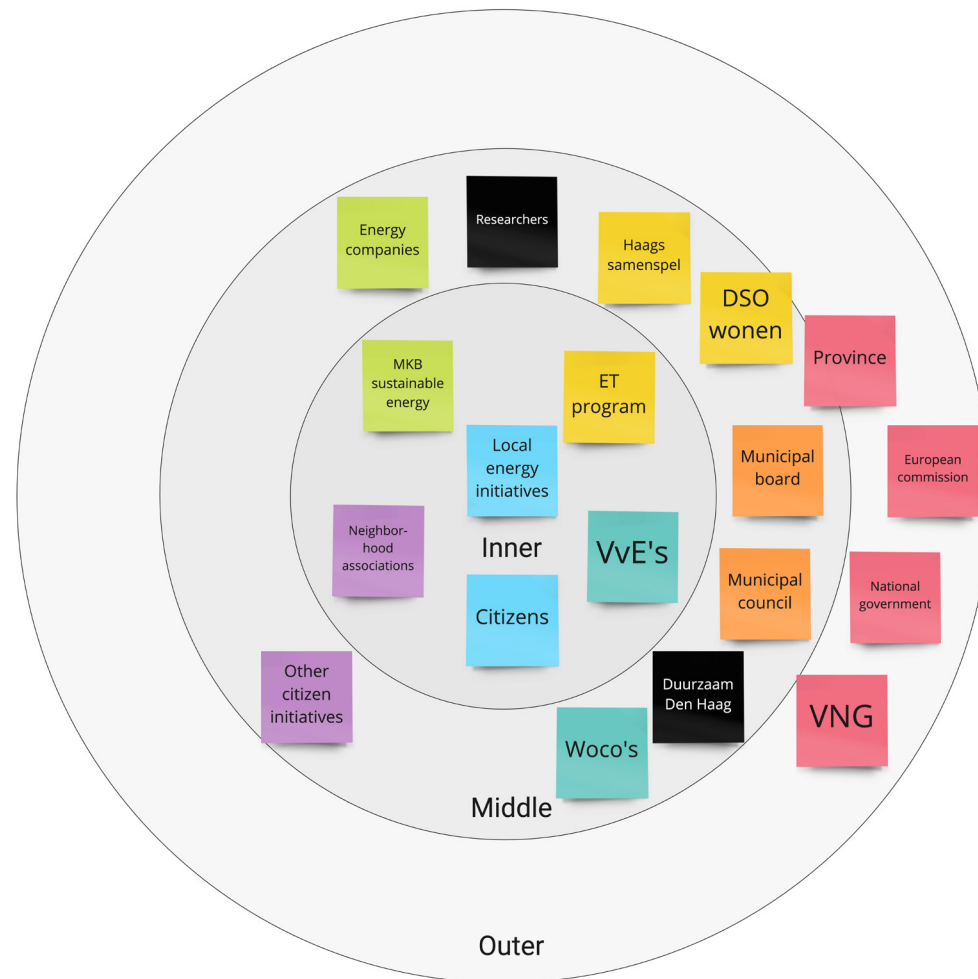 Researchers
Energy
companies
Haags
samenspel
DSO
wonen
Province
MKB
sustainable
energy
ET
program
Local
energy
initiatives
Municipal
board
European
commission
Neighbor-
hood
associations
Inner
VvE's
Municipal
council
National
government
Citizens
Other
citizen
initiatives
Duurzaam
Den Haag
VNG
Woco's
Middle
Outer